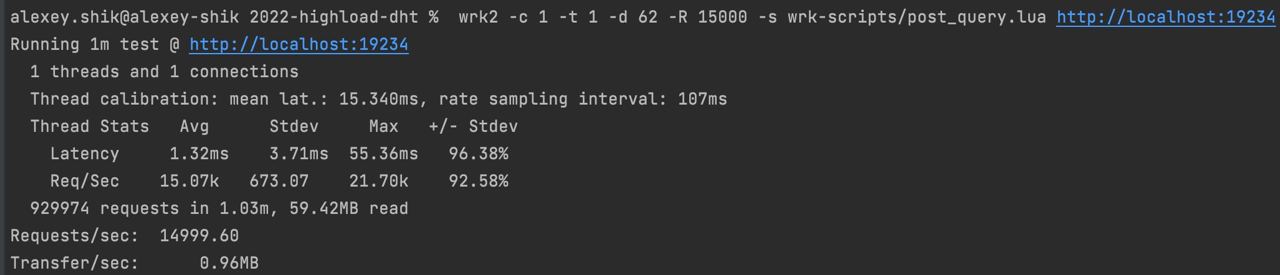 alexey.shik@alexey-shik 2022-highload-dht %  wrk2 -c 1 -t 1 -d 62 -R 15000 -s wrk-scripts/post_query.lua http://localhost:19234
Running 1m test @ http://localhost:19234
  1 threads and 1 connections
  Thread calibration: mean lat.: 15.340ms, rate sampling interval: 107ms
  Thread Stats   Avg      Stdev     Max   +/- Stdev
    Latency     1.32ms    3.71ms  55.36ms   96.38%
    Req/Sec    15.07k   673.07    21.70k    92.58%
  929974 requests in 1.03m, 59.42MB read
Requests/sec:  14999.60
Transfer/sec:      0.96MB